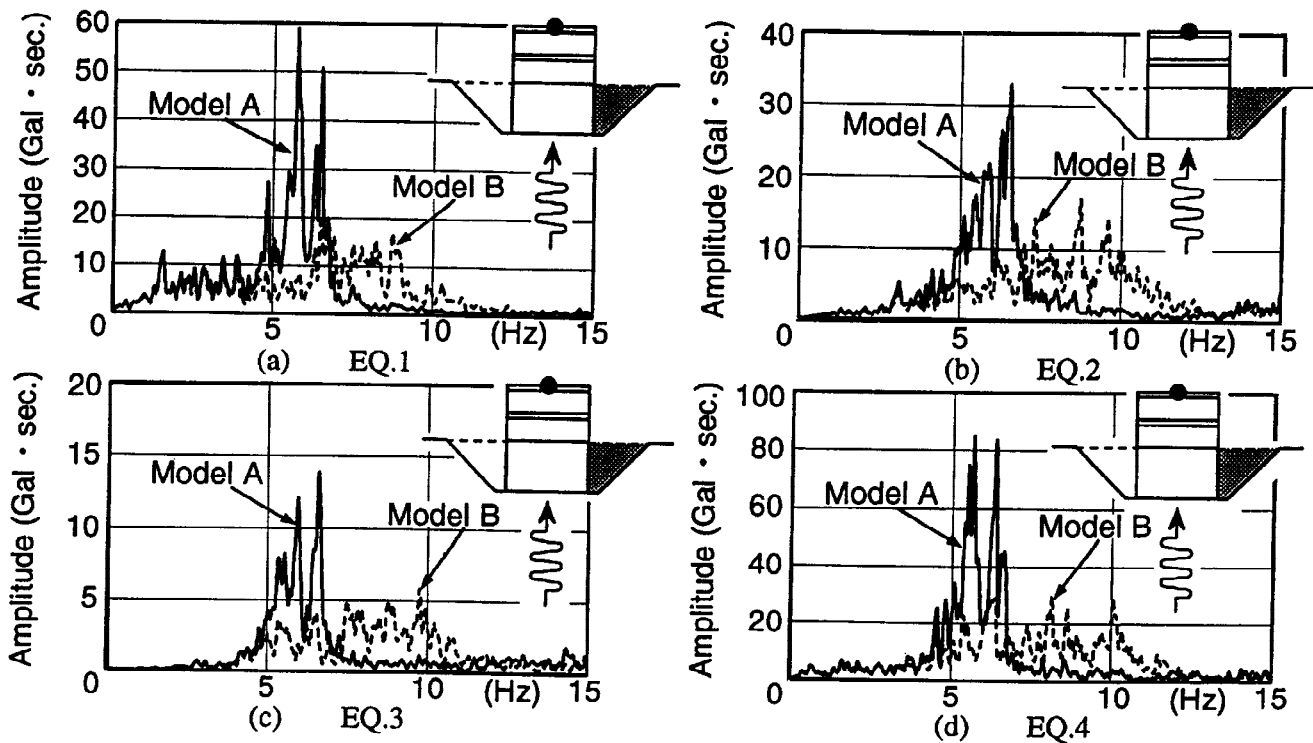 Amplitude (Gal・sec.)
60
50
40
30
20
10
0
Model A
Model B
5
10
(Hz)
15
(a) EQ.1
Amplitude (Gal・sec.)
40
30
20
10
0
Model A
Model B
5
10
(Hz)
15
(b) EQ.2
Amplitude (Gal・sec.)
20
15
10
5
0
Model A
Model B
5
10
(Hz)
15
(c) EQ.3
Amplitude (Gal・sec.)
100
80
60
40
20
0
Model A
Model B
5
10
(Hz)
15
(d) EQ.4